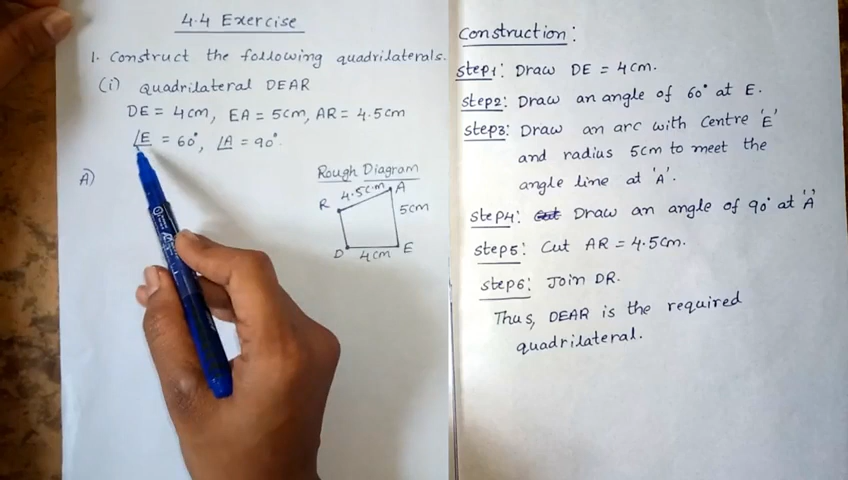 4.4 Exercise
1. Construct the following quadrilaterals.
(i) quadrilateral DEAR
DE = 4cm, EA = 5cm, AR = 4.5cm
∠E = 60°, ∠A = 90°.
A)
Rough Diagram
4.5cm A
R
5cm
D 4cm E
Construction:
step1: Draw DE = 4cm.
step2: Draw an angle of 60° at E.
step3: Draw an arc with centre 'E'
and radius 5cm to meet the
angle line at 'A'.
step4: Draw an angle of 90° at 'A'
step5: Cut AR = 4.5cm.
step6: Join DR.
Thus, DEAR is the required
quadrilateral.